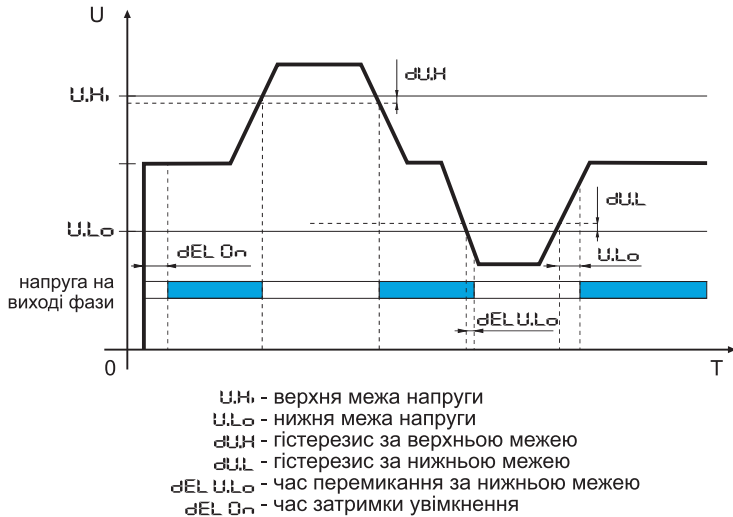 U
dU.H
U.Hi
dU.L
U.Lo
dEL On
U.Lo
напруга на
виході фази
dEL U.Lo
0
T
U.Hi - верхня межа напруги
U.Lo - нижня межа напруги
dU.H - гістерезис за верхньою межею
dU.L - гістерезис за нижньою межею
dEL U.Lo - час перемикання за нижньою межею
dEL On - час затримки увімкнення